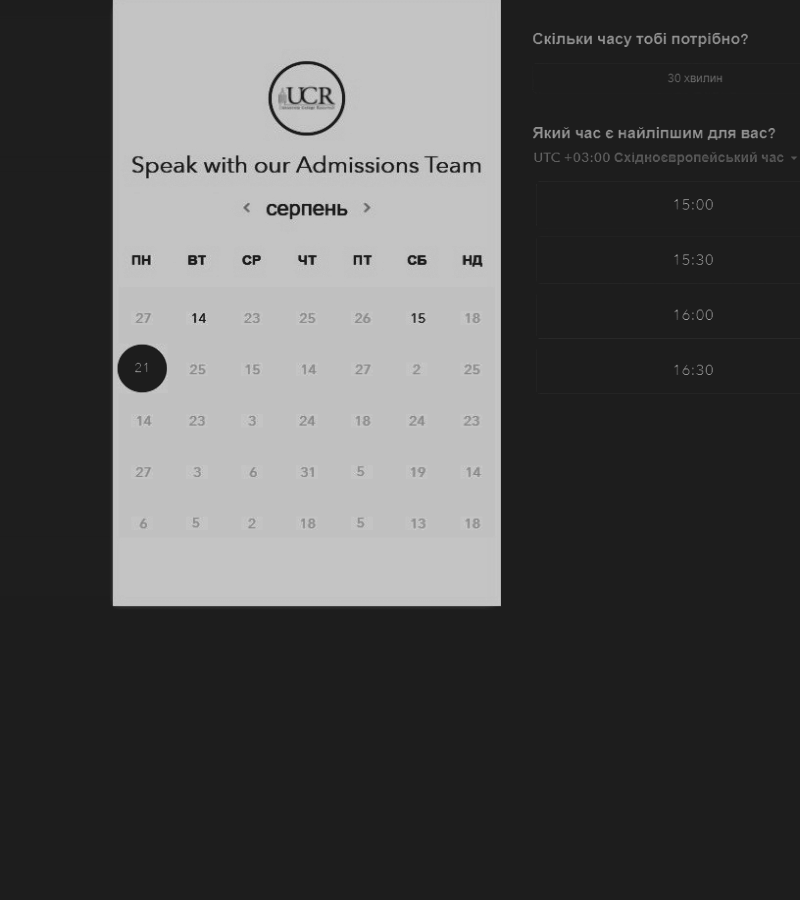 UCR
Speak with our Admissions Team
серпень
ПН ВТ СР ЧТ ПТ СБ НД
27 14 23 25 26 15 18
21 25 15 14 27 2 25
14 23 3 24 18 24 23
27 3 6 31 5 19 14
6 5 2 18 5 13 18
Скільки часу тобі потрібно?
30 хвилин
Який час є найліпшим для вас?
UTC +03:00 Східноєвропейський час
15:00
15:30
16:00
16:30